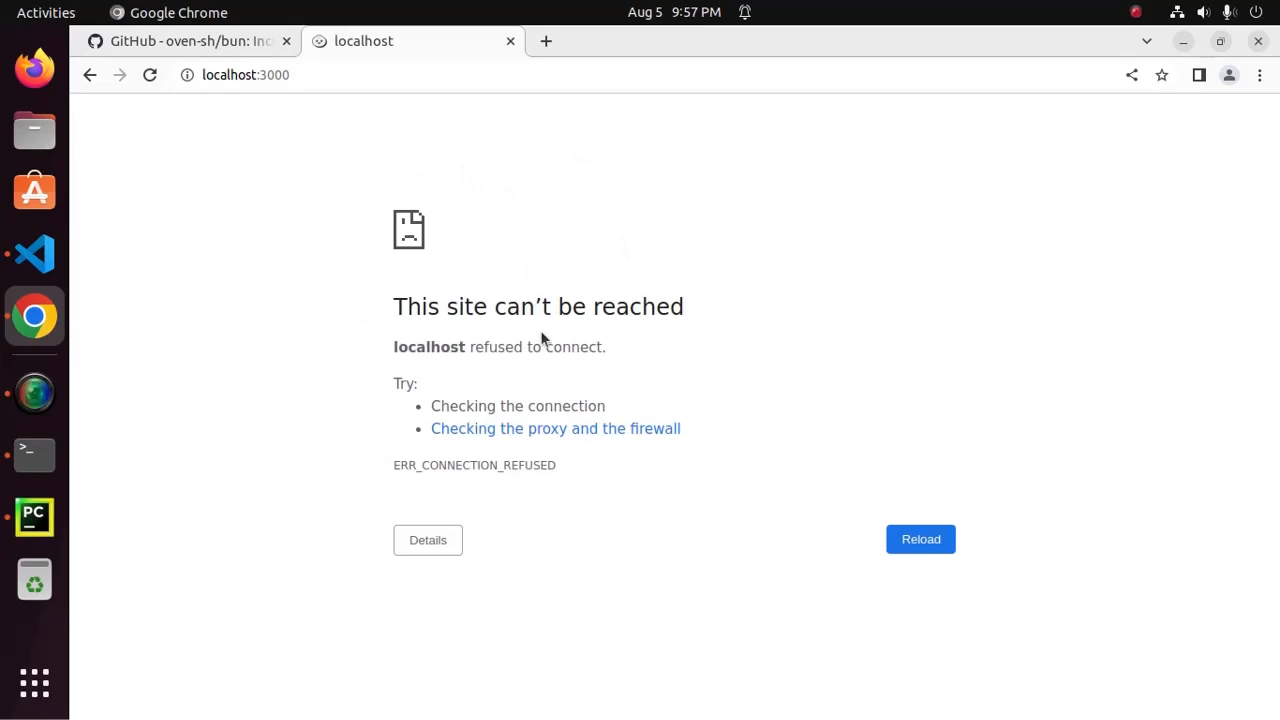 Activities
Google Chrome
Aug 5 9:57 PM
GitHub - oven-sh/bun: Inc
localhost
localhost:3000
This site can’t be reached
localhost refused to connect.
Try:
• Checking the connection
• Checking the proxy and the firewall
ERR_CONNECTION_REFUSED
Details
Reload
>_
PC